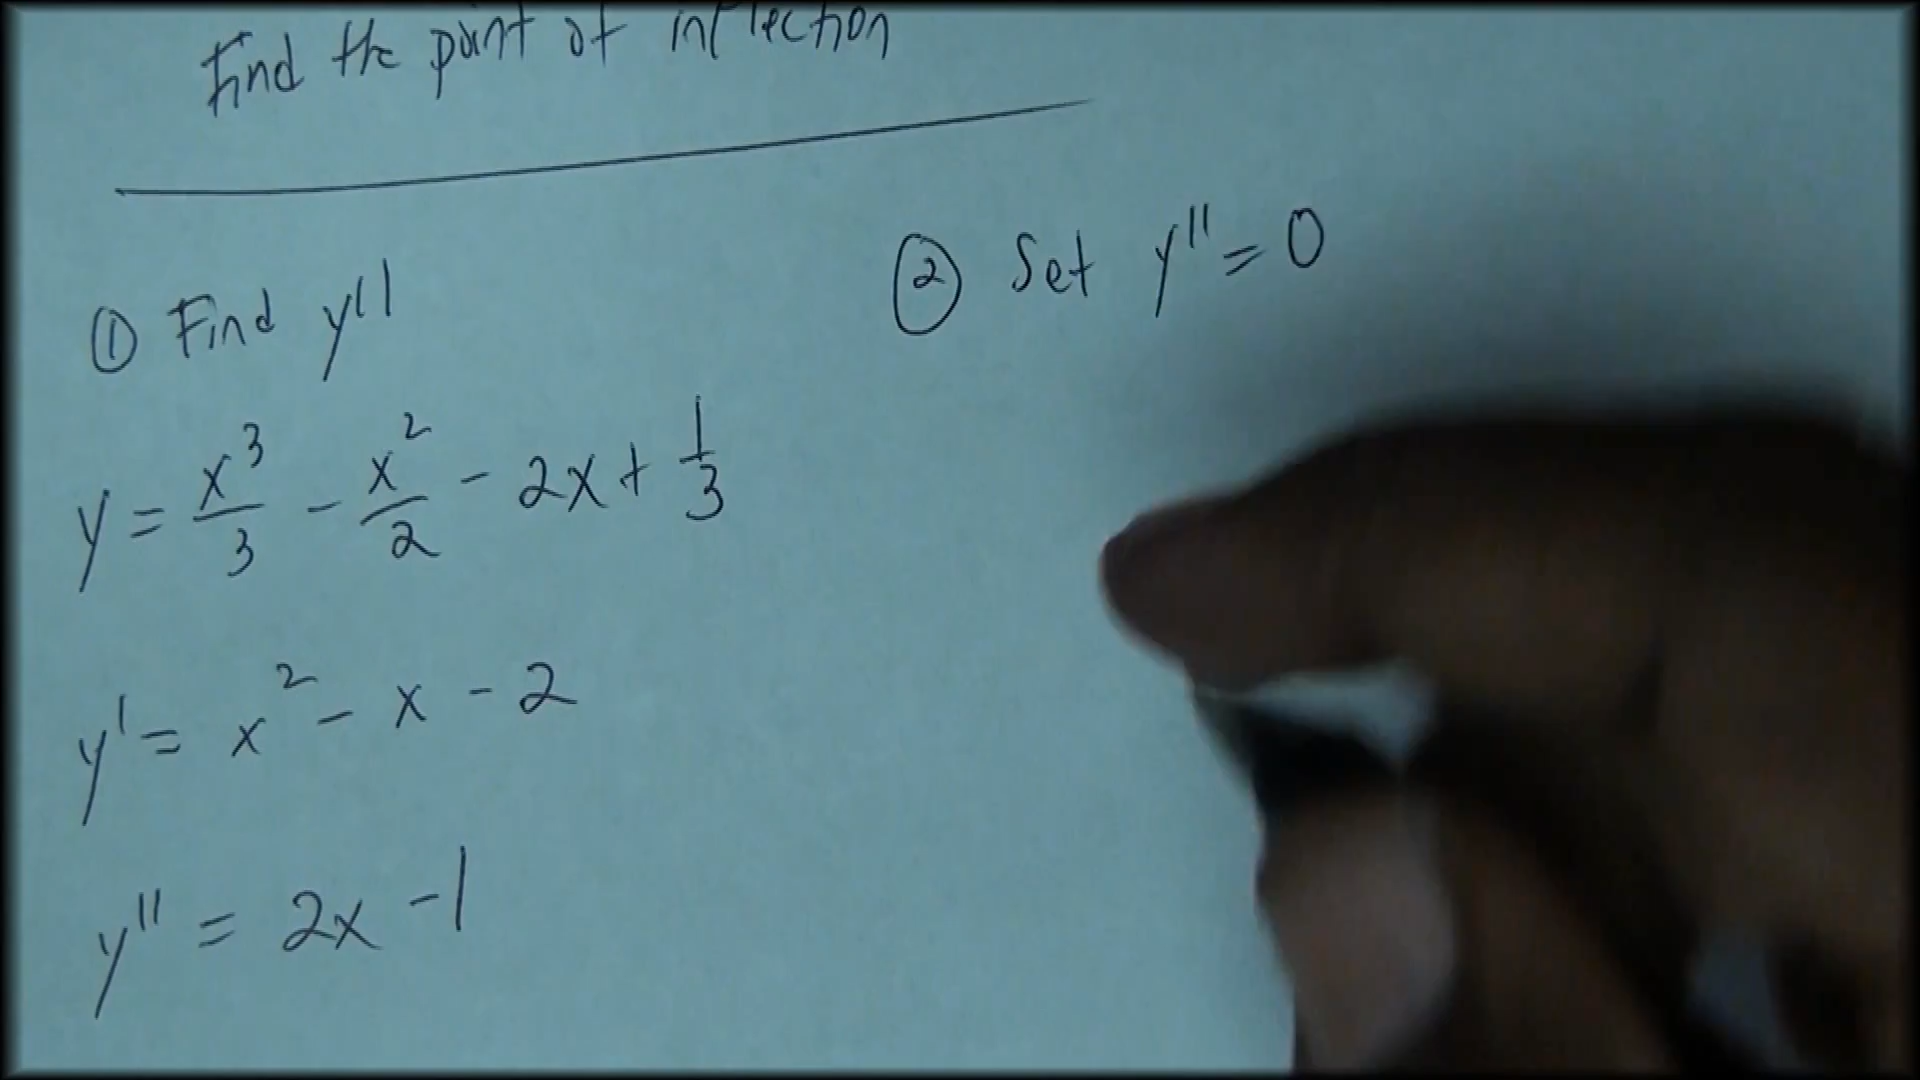 Find the point of inflection
① Find y''
y = x³/3 - x²/2 - 2x + 1/3
y' = x² - x - 2
y'' = 2x - 1
② Set y'' = 0